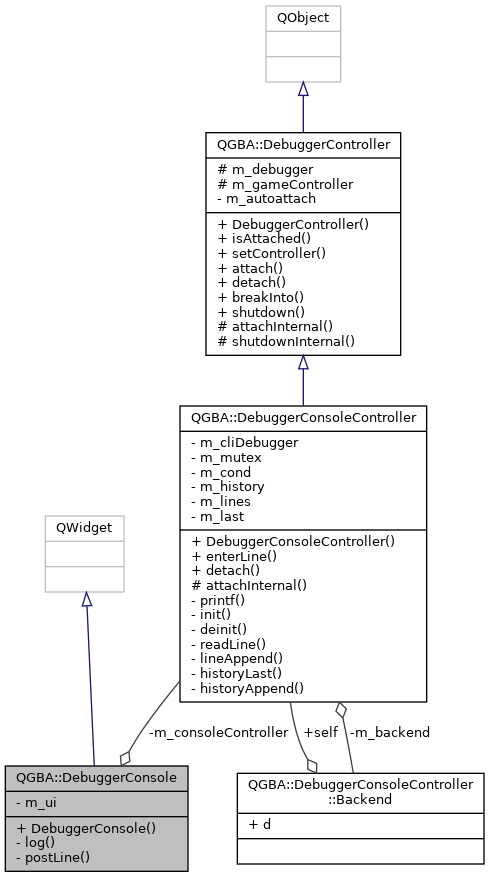 QObject
QGBA::DebuggerController
# m_debugger
# m_gameController
- m_autoattach
+ DebuggerController()
+ isAttached()
+ setController()
+ attach()
+ detach()
+ breakInto()
+ shutdown()
# attachInternal()
# shutdownInternal()
QGBA::DebuggerConsoleController
- m_cliDebugger
- m_mutex
- m_cond
- m_history
- m_lines
- m_last
+ DebuggerConsoleController()
+ enterLine()
+ detach()
# attachInternal()
- printf()
- init()
- deinit()
- readLine()
- lineAppend()
- historyLast()
- historyAppend()
QWidget
-m_consoleController
+self
-m_backend
QGBA::DebuggerConsole
- m_ui
+ DebuggerConsole()
- log()
- postLine()
QGBA::DebuggerConsoleController
::Backend
+ d